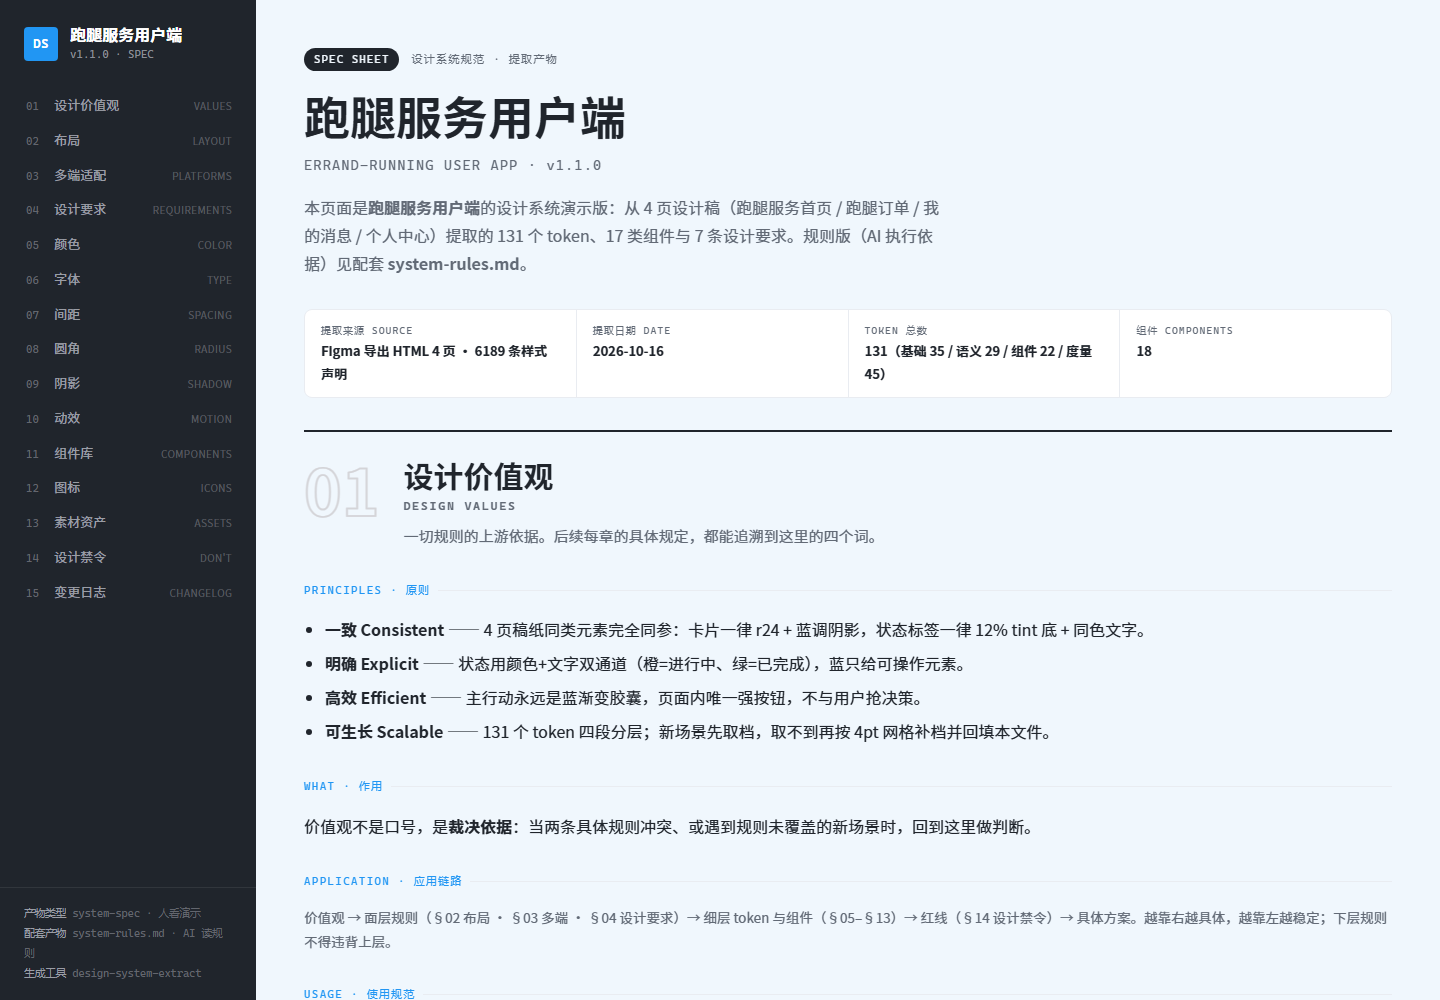 DS
跑腿服务用户端
v1.1.0 · SPEC
01 设计价值观 VALUES
02 布局 LAYOUT
03 多端适配 PLATFORMS
04 设计要求 REQUIREMENTS
05 颜色 COLOR
06 字体 TYPE
07 间距 SPACING
08 圆角 RADIUS
09 阴影 SHADOW
10 动效 MOTION
11 组件库 COMPONENTS
12 图标 ICONS
13 素材资产 ASSETS
14 设计禁令 DON'T
15 变更日志 CHANGELOG
产物类型 system-spec · 人看演示
配套产物 system-rules.md · AI 读规
则
生成工具 design-system-extract
SPEC SHEET 设计系统规范 · 提取产物
跑腿服务用户端
ERRAND-RUNNING USER APP · v1.1.0
本页面是跑腿服务用户端的设计系统演示版：从 4 页设计稿（跑腿服务首页 / 跑腿订单 / 我
的消息 / 个人中心）提取的 131 个 token、17 类组件与 7 条设计要求。规则版（AI 执行依
据）见配套 system-rules.md。
提取来源 SOURCE
Figma 导出 HTML 4 页 · 6189 条样式
声明
提取日期 DATE
2026-10-16
TOKEN 总数
131（基础 35 / 语义 29 / 组件 22 / 度量
45）
组件 COMPONENTS
18
01
设计价值观
DESIGN VALUES
一切规则的上游依据。后续每章的具体规定，都能追溯到这里的四个词。
PRINCIPLES · 原则
• 一致 Consistent —— 4 页稿纸同类元素完全同参：卡片一律 r24 + 蓝调阴影，状态标签一律 12% tint 底 + 同色文字。
• 明确 Explicit —— 状态用颜色+文字双通道（橙=进行中、绿=已完成），蓝只给可操作元素。
• 高效 Efficient —— 主行动永远是蓝渐变胶囊，页面内唯一强按钮，不与用户抢决策。
• 可生长 Scalable —— 131 个 token 四段分层；新场景先取档，取不到再按 4pt 网格补档并回填本文件。
WHAT · 作用
价值观不是口号，是裁决依据：当两条具体规则冲突、或遇到规则未覆盖的新场景时，回到这里做判断。
APPLICATION · 应用链路
价值观 → 面层规则（§02 布局 · §03 多端 · §04 设计要求）→ 细层 token 与组件（§05–§13）→ 红线（§14 设计禁令）→ 具体方案。越靠右越具体，越靠左越稳定；下层规则
不得违背上层。
USAGE · 使用规范